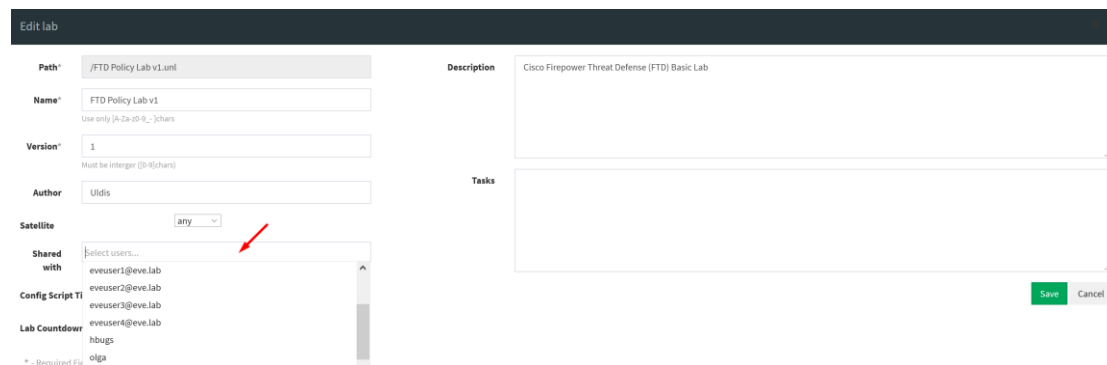 Edit lab
Path*
/FTD Policy Lab v1.unl
Name*
FTD Policy Lab v1
Use only [A-Za-z0-9_- ]chars
Version*
1
Must be interger ([0-9]chars)
Author
Uldis
Satellite
any
Shared with
Select users...
eveuser1@eve.lab
eveuser2@eve.lab
eveuser3@eve.lab
eveuser4@eve.lab
hbugs
olga
Config Script Ti
Lab Countdow
* - Required Fi
Description
Cisco Firepower Threat Defense (FTD) Basic Lab
Tasks
Save
Cancel